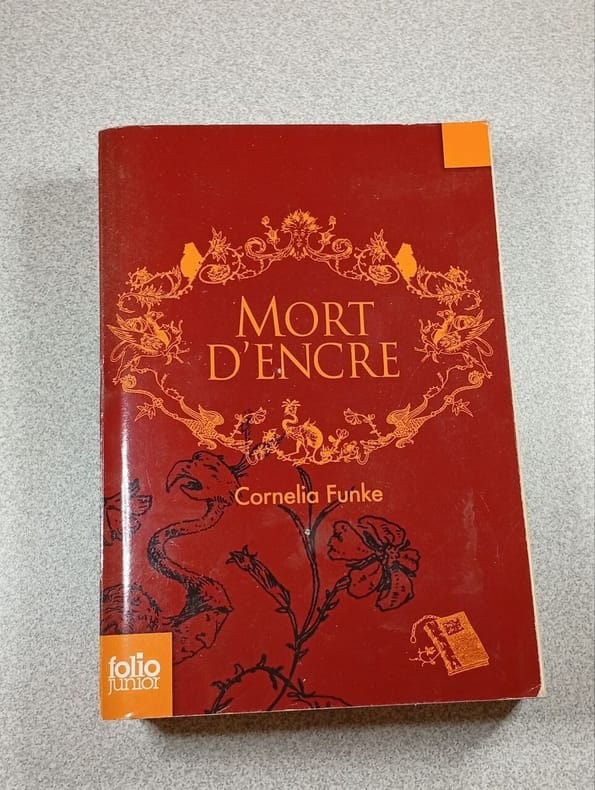 MORT
D'ENCRE
Cornelia Funke
folio
junior